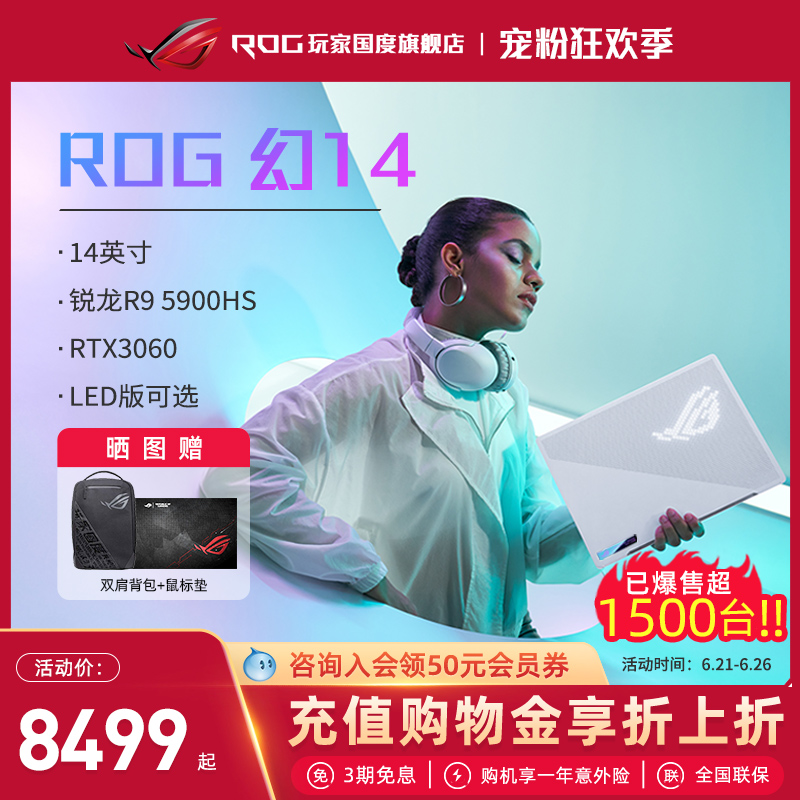 ROG玩家国度旗舰店 | 宠粉狂欢季
ROG 幻14
·14英寸
·锐龙R9 5900HS
·RTX3060
·LED版可选
晒图赠
双肩背包+鼠标垫
已爆售超
1500台!!
活动时间：6.21-6.26
活动价：
8499起
咨询入会领50元会员券
充值购物金享折上折
免 3期免息 | 购机享一年意外险 | 联 全国联保